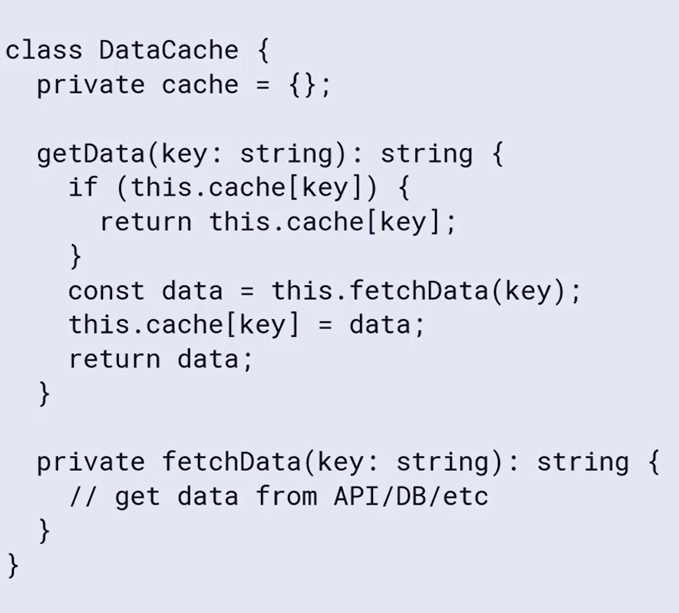 class DataCache {
  private cache = {};

  getData(key: string): string {
    if (this.cache[key]) {
      return this.cache[key];
    }
    const data = this.fetchData(key);
    this.cache[key] = data;
    return data;
  }

  private fetchData(key: string): string {
    // get data from API/DB/etc
  }
}